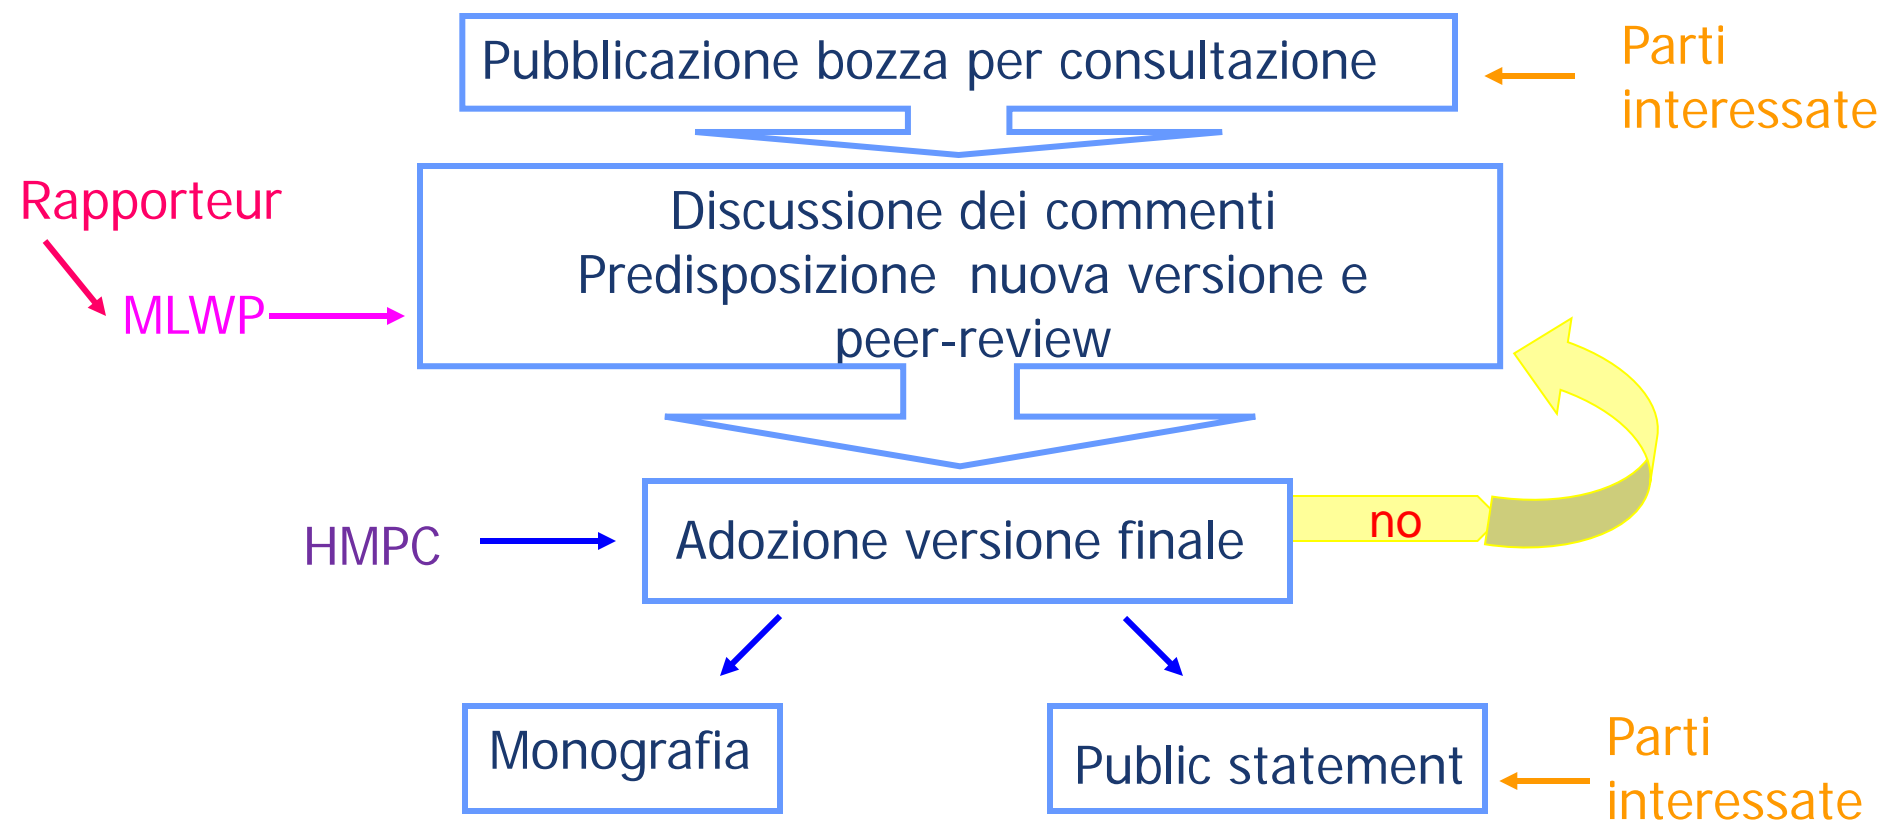 Pubblicazione bozza per consultazione
Parti
interessate
Rapporteur
MLWP
Discussione dei commenti
Predisposizione nuova versione e
peer-review
HMPC
Adozione versione finale
no
Monografia
Public statement
Parti
interessate